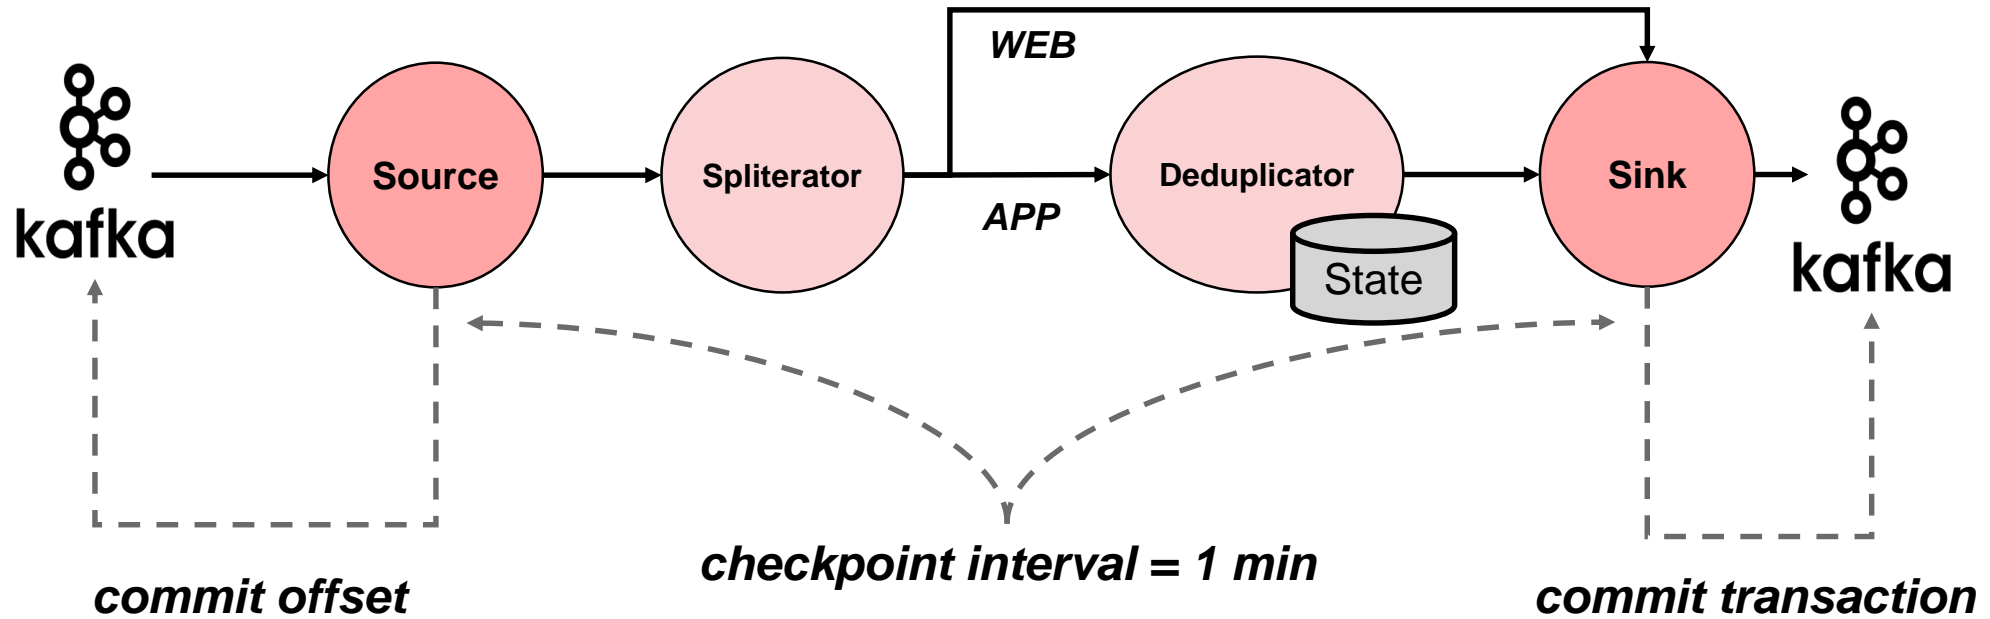 WEB
kafka
Source
Spliterator
APP
Deduplicator
State
Sink
kafka
commit offset
checkpoint interval = 1 min
commit transaction